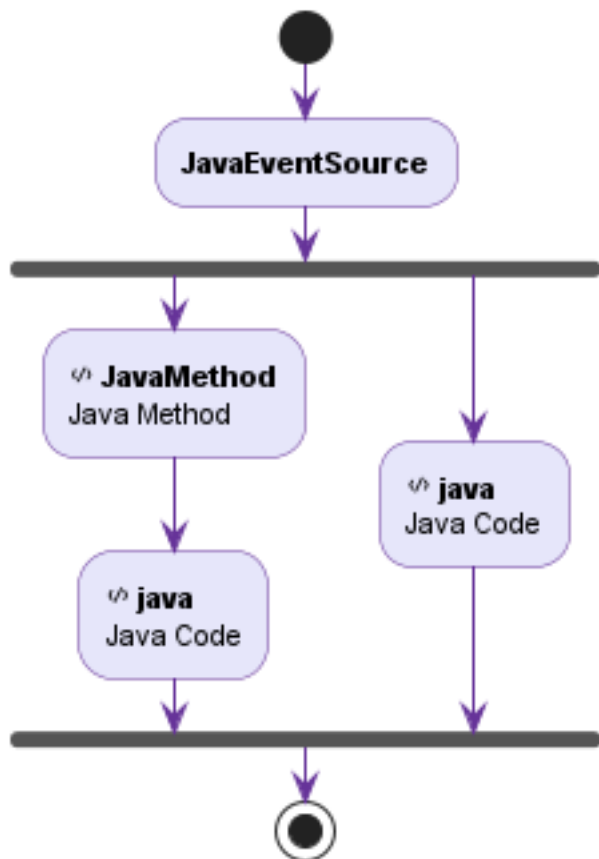 JavaEventSource
</> JavaMethod
Java Method
</> java
Java Code
</> java
Java Code